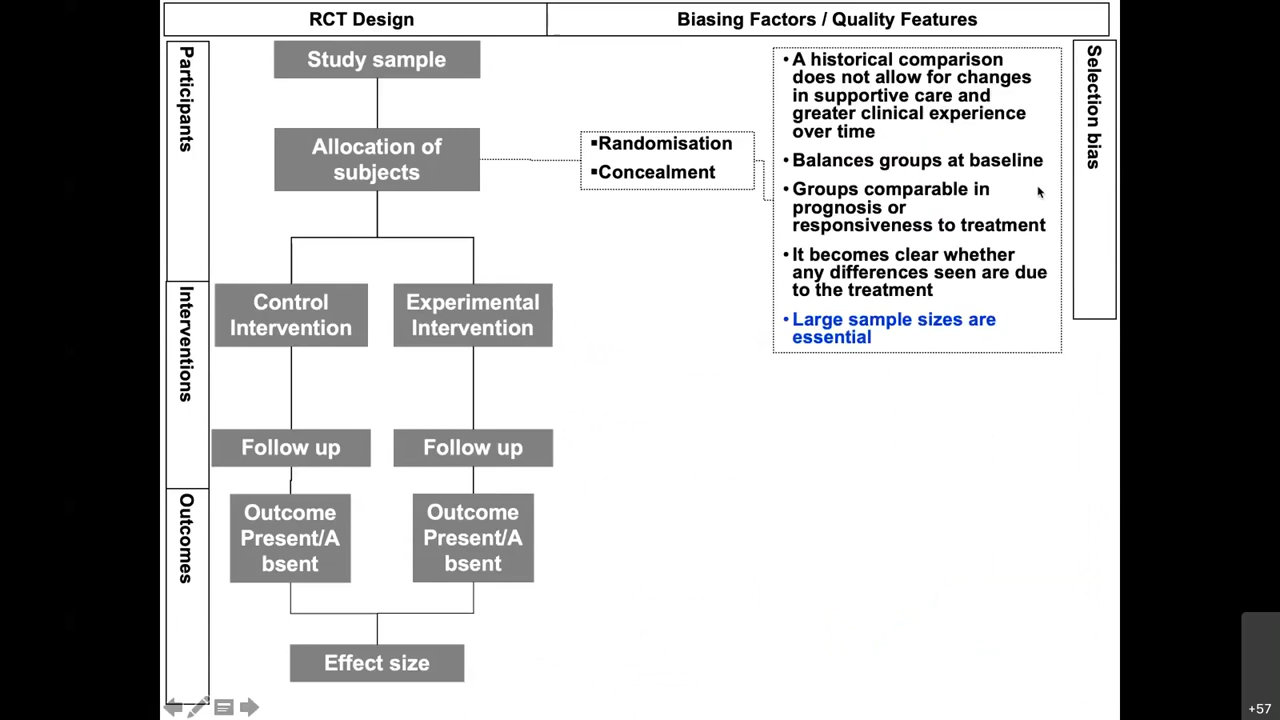 RCT Design
Biasing Factors / Quality Features
Participants
Study sample
Allocation of
subjects
▪Randomisation
▪Concealment
• A historical comparison
does not allow for changes
in supportive care and
greater clinical experience
over time
• Balances groups at baseline
• Groups comparable in
prognosis or
responsiveness to treatment
• It becomes clear whether
any differences seen are due
to the treatment
• Large sample sizes are
essential
Selection bias
Interventions
Control
Intervention
Experimental
Intervention
Follow up
Follow up
Outcomes
Outcome
Present/A
bsent
Outcome
Present/A
bsent
Effect size
+57